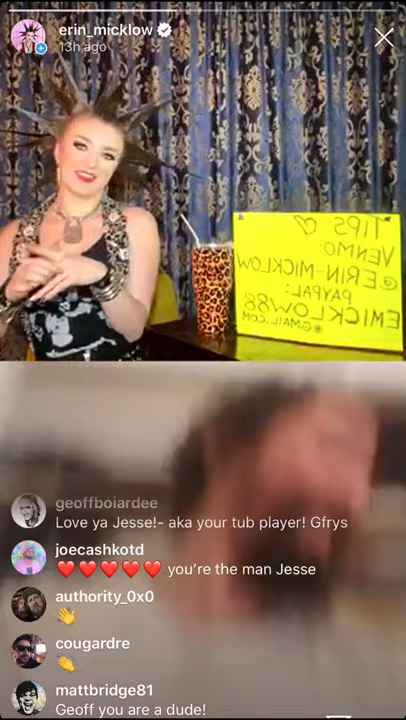 erin_micklow
13h ago
TIPS ♡
VENMO:
@ERIN-MICKLOW
PAYPAL:
EMICKLOW88
@GMAIL.COM
geoffboiardee
Love ya Jesse!- aka your tub player! Gfrys
joecashkotd
❤️❤️❤️❤️❤️ you're the man Jesse
authority_0x0
👋
cougardre
👏
mattbridge81
Geoff you are a dude!